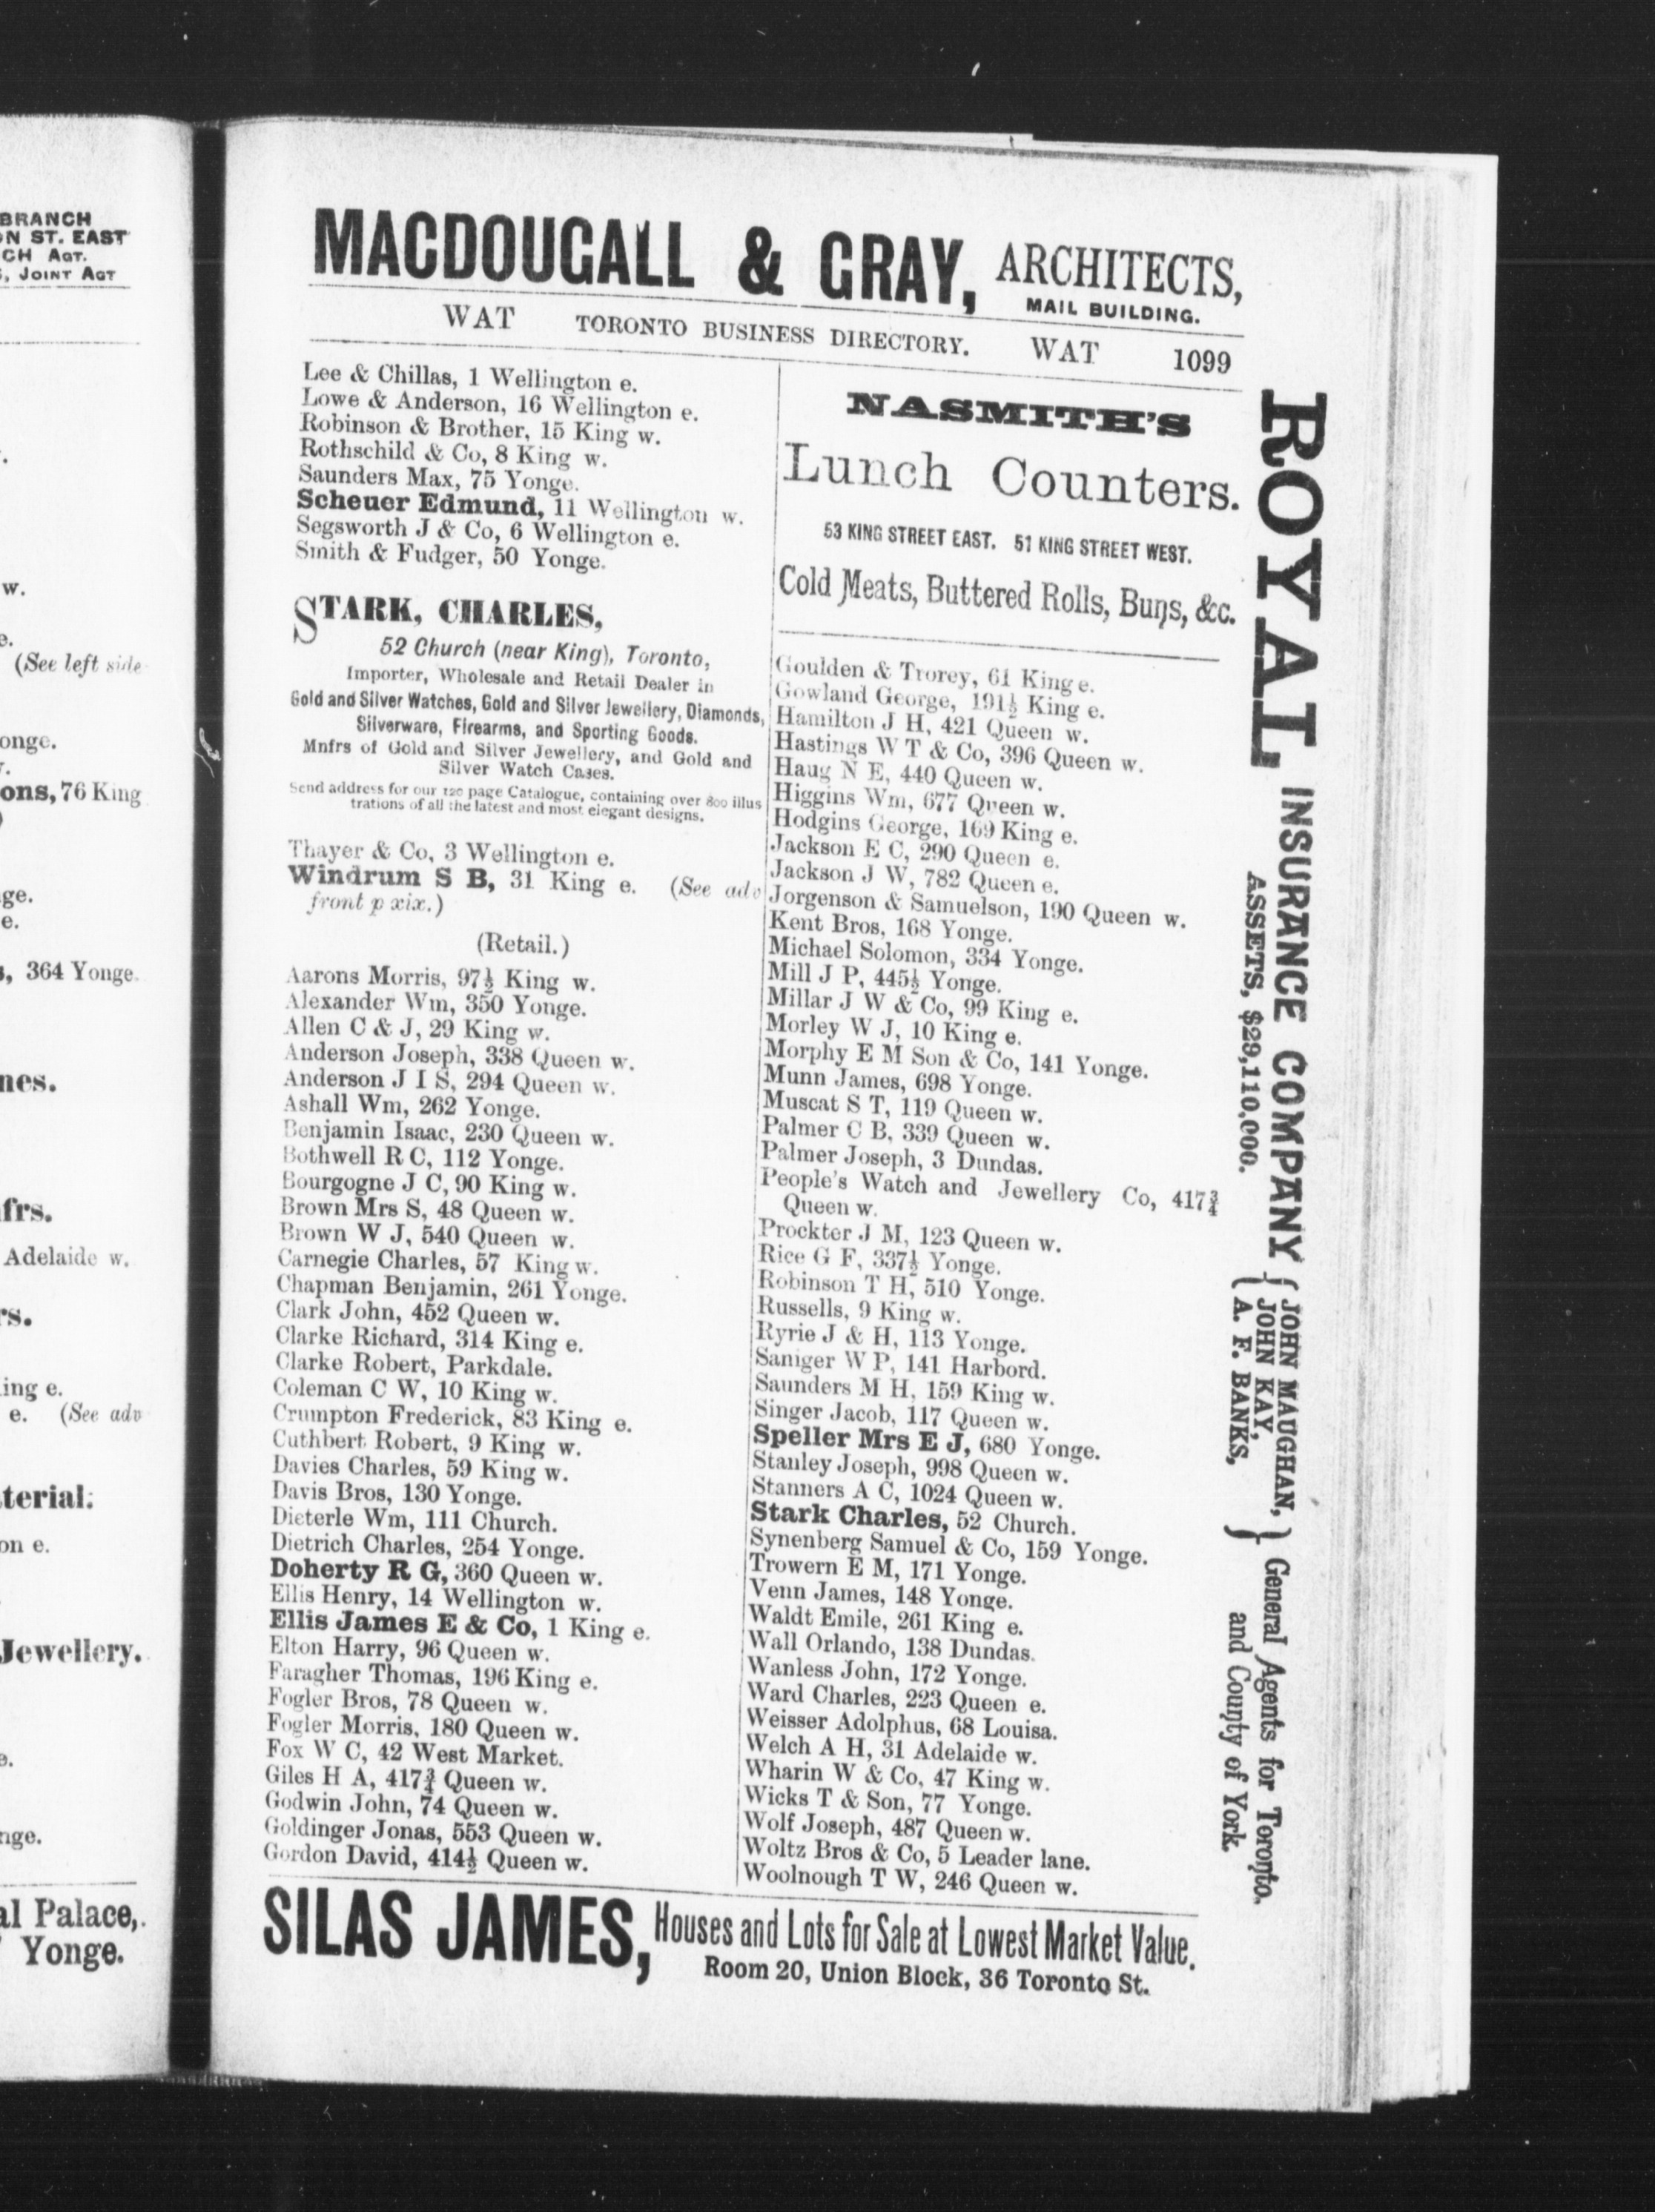 BRANCH
N ST. EAST
CH AGT.
, JOINT AGT
w.
e.
(See left side
onge.
ons, 76 King
ge.
e.
364 Yonge.
nes.
frs.
Adelaide w.
rs.
ing e.
e. (See adv
terial.
on e.
Jewellery.
e.
nge.
al Palace,
Yonge.
MACDOUGALL & GRAY, ARCHITECTS,
MAIL BUILDING.
WAT TORONTO BUSINESS DIRECTORY. WAT 1099
Lee & Chillas, 1 Wellington e.
Lowe & Anderson, 16 Wellington e.
Robinson & Brother, 15 King w.
Rothschild & Co, 8 King w.
Saunders Max, 75 Yonge.
Scheuer Edmund, 11 Wellington w.
Segsworth J & Co, 6 Wellington e.
Smith & Fudger, 50 Yonge.
STARK, CHARLES,
52 Church (near King), Toronto,
Importer, Wholesale and Retail Dealer in
Gold and Silver Watches, Gold and Silver Jewellery, Diamonds,
Silverware, Firearms, and Sporting Goods.
Mnfrs of Gold and Silver Jewellery, and Gold and
Silver Watch Cases.
Send address for our 120 page Catalogue, containing over 800 illus
trations of all the latest and most elegant designs.
Thayer & Co, 3 Wellington e.
Windrum S B, 31 King e. (See adv
front p xix.)
(Retail.)
Aarons Morris, 97½ King w.
Alexander Wm, 350 Yonge.
Allen C & J, 29 King w.
Anderson Joseph, 338 Queen w.
Anderson J I S, 294 Queen w.
Ashall Wm, 262 Yonge.
Benjamin Isaac, 230 Queen w.
Bothwell R C, 112 Yonge.
Bourgogne J C, 90 King w.
Brown Mrs S, 48 Queen w.
Brown W J, 540 Queen w.
Carnegie Charles, 57 King w.
Chapman Benjamin, 261 Yonge.
Clark John, 452 Queen w.
Clarke Richard, 314 King e.
Clarke Robert, Parkdale.
Coleman C W, 10 King w.
Crumpton Frederick, 83 King e.
Cuthbert Robert, 9 King w.
Davies Charles, 59 King w.
Davis Bros, 130 Yonge.
Dieterle Wm, 111 Church.
Dietrich Charles, 254 Yonge.
Doherty R G, 360 Queen w.
Ellis Henry, 14 Wellington w.
Ellis James E & Co, 1 King e.
Elton Harry, 96 Queen w.
Faragher Thomas, 196 King e.
Fogler Bros, 78 Queen w.
Fogler Morris, 180 Queen w.
Fox W C, 42 West Market.
Giles H A, 417¾ Queen w.
Godwin John, 74 Queen w.
Goldinger Jonas, 553 Queen w.
Gordon David, 414½ Queen w.
NASMITH'S
Lunch Counters.
53 KING STREET EAST. 51 KING STREET WEST.
Cold Meats, Buttered Rolls, Buns, &c.
Goulden & Trorey, 61 King e.
Gowland George, 191½ King e.
Hamilton J H, 421 Queen w.
Hastings W T & Co, 396 Queen w.
Haug N E, 440 Queen w.
Higgins Wm, 677 Queen w.
Hodgins George, 169 King e.
Jackson E C, 290 Queen e.
Jackson J W, 782 Queen e.
Jorgenson & Samuelson, 190 Queen w.
Kent Bros, 168 Yonge.
Michael Solomon, 334 Yonge.
Mill J P, 445½ Yonge.
Millar J W & Co, 99 King e.
Morley W J, 10 King e.
Morphy E M Son & Co, 141 Yonge.
Munn James, 698 Yonge.
Muscat S T, 119 Queen w.
Palmer C B, 339 Queen w.
Palmer Joseph, 3 Dundas.
People's Watch and Jewellery Co, 417¾
Queen w.
Prockter J M, 123 Queen w.
Rice G F, 337½ Yonge.
Robinson T H, 510 Yonge.
Russells, 9 King w.
Ryrie J & H, 113 Yonge.
Saniger W P, 141 Harbord.
Saunders M H, 159 King w.
Singer Jacob, 117 Queen w.
Speller Mrs E J, 680 Yonge.
Stanley Joseph, 998 Queen w.
Stanners A C, 1024 Queen w.
Stark Charles, 52 Church.
Synenberg Samuel & Co, 159 Yonge.
Trowern E M, 171 Yonge.
Venn James, 148 Yonge.
Waldt Emile, 261 King e.
Wall Orlando, 138 Dundas.
Wanless John, 172 Yonge.
Ward Charles, 223 Queen e.
Weisser Adolphus, 68 Louisa.
Welch A H, 31 Adelaide w.
Wharin W & Co, 47 King w.
Wicks T & Son, 77 Yonge.
Wolf Joseph, 487 Queen w.
Woltz Bros & Co, 5 Leader lane.
Woolnough T W, 246 Queen w.
ROYAL INSURANCE COMPANY
ASSETS, $29,110,000.
JOHN MAUGHAN,
JOHN KAY,
A. F. BANKS,
General Agents for Toronto.
and County of York.
SILAS JAMES, Houses and Lots for Sale at Lowest Market Value.
Room 20, Union Block, 36 Toronto St.